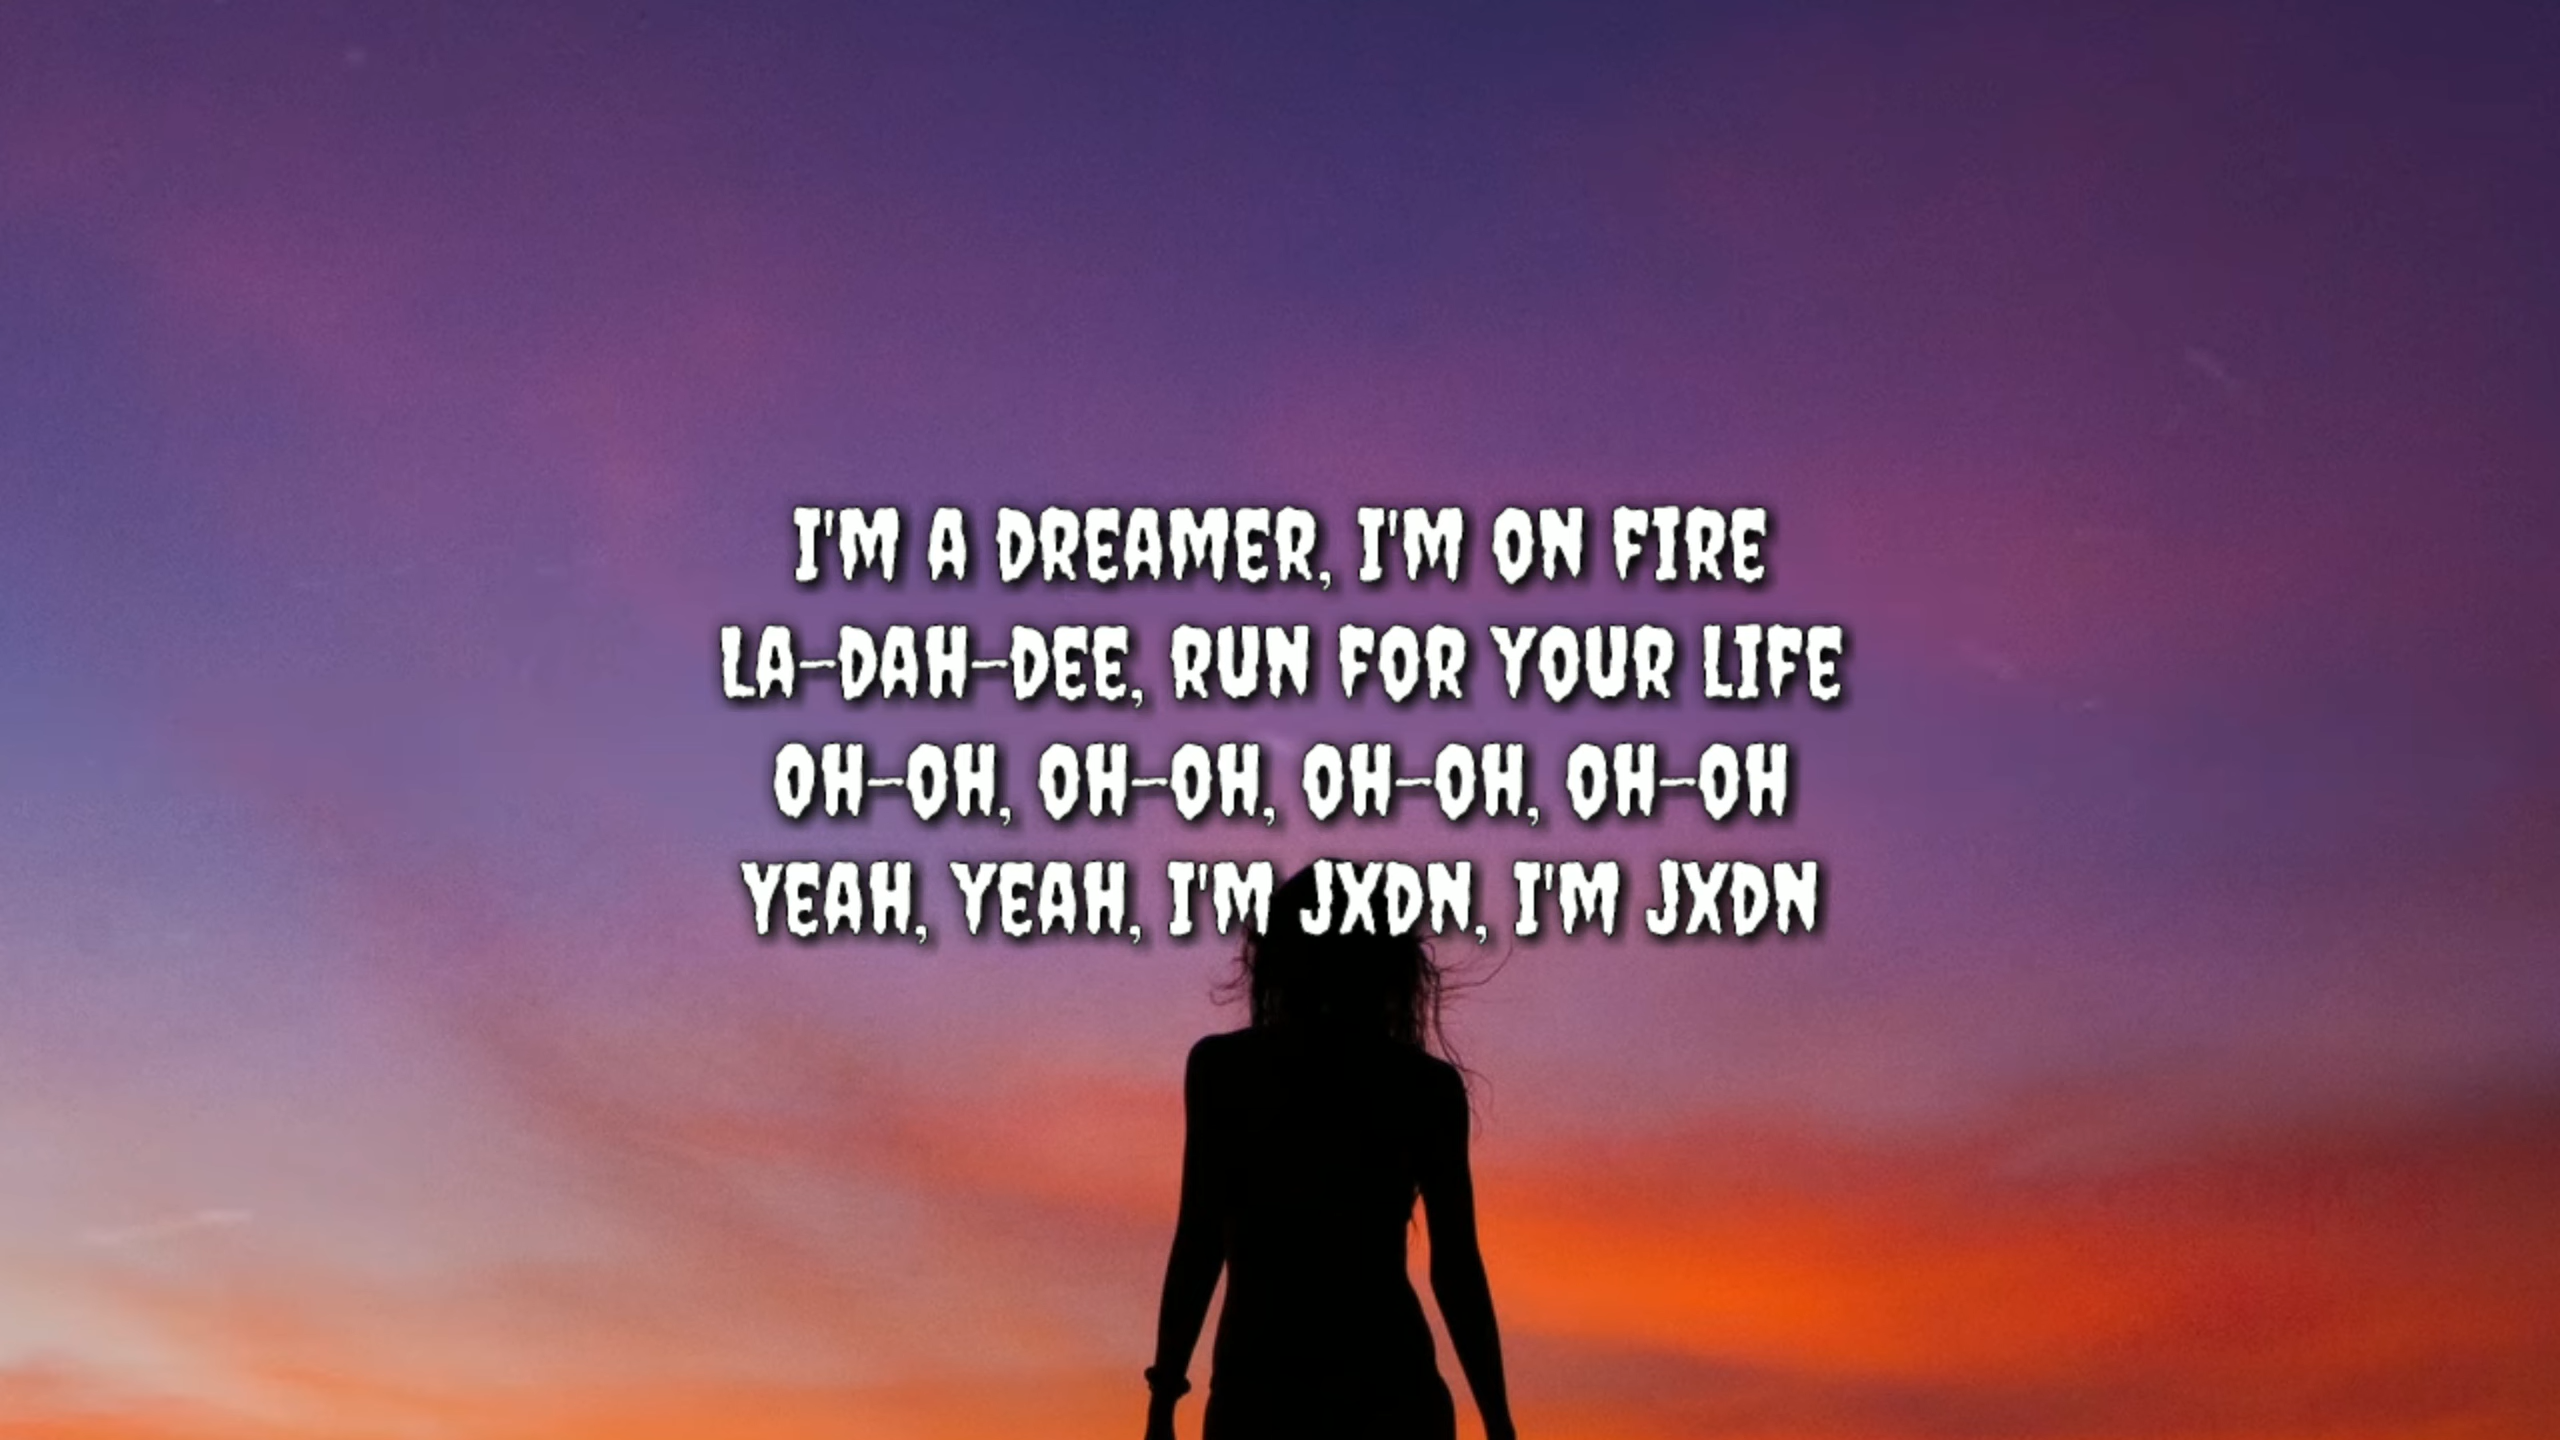 I'M A DREAMER, I'M ON FIRE
LA-DAH-DEE, RUN FOR YOUR LIFE
OH-OH, OH-OH, OH-OH, OH-OH
YEAH, YEAH, I'M JXDN, I'M JXDN